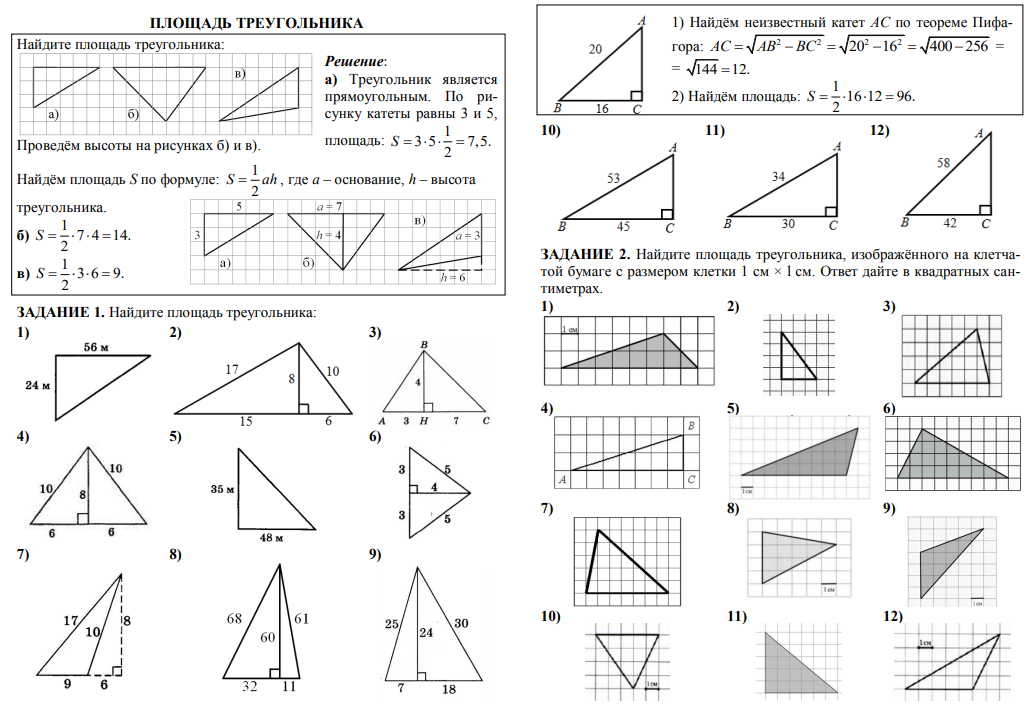 ПЛОЩАДЬ ТРЕУГОЛЬНИКА
Найдите площадь треугольника:
а)
б)
в)
Решение:
а) Треугольник является
прямоугольным. По ри-
сунку катеты равны 3 и 5,
площадь: S = 3·5·1/2 = 7,5.
Проведём высоты на рисунках б) и в).
Найдём площадь S по формуле: S = 1/2 ah, где a – основание, h – высота
треугольника.
б) S = 1/2·7·4 = 14.
в) S = 1/2·3·6 = 9.
5
3
а)
a = 7
h = 4
б)
в)
a = 3
h = 6
ЗАДАНИЕ 1. Найдите площадь треугольника:
1)
56 м
24 м
2)
17
8
10
15
6
3)
B
4
A 3 H 7 C
4)
10
8
10
6
6
5)
35 м
48 м
6)
3
5
4
3
5
7)
17
10
8
9
6
8)
68
60
61
32
11
9)
25
24
30
7
18
A
20
B
16
C
1) Найдём неизвестный катет AC по теореме Пифа-
гора: AC = √(AB² − BC²) = √(20² − 16²) = √(400 − 256) =
= √144 = 12.
2) Найдём площадь: S = 1/2·16·12 = 96.
10)
A
53
B
45
C
11)
A
34
B
30
C
12)
A
58
B
42
C
ЗАДАНИЕ 2. Найдите площадь треугольника, изображённого на клетча-
той бумаге с размером клетки 1 см × 1 см. Ответ дайте в квадратных сан-
тиметрах.
1)
1 см
2)
3)
4)
B
A
C
5)
1 см
6)
7)
8)
1 см
9)
1 см
10)
1 см
11)
12)
1 см